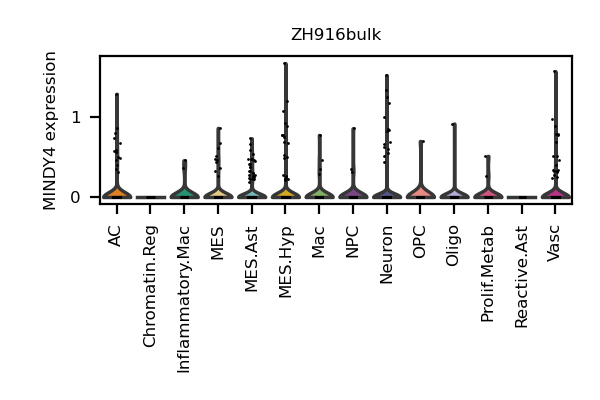 ZH916bulk
MINDY4 expression
1
0
AC
Chromatin.Reg
Inflammatory.Mac
MES
MES.Ast
MES.Hyp
Mac
NPC
Neuron
OPC
Oligo
Prolif.Metab
Reactive.Ast
Vasc